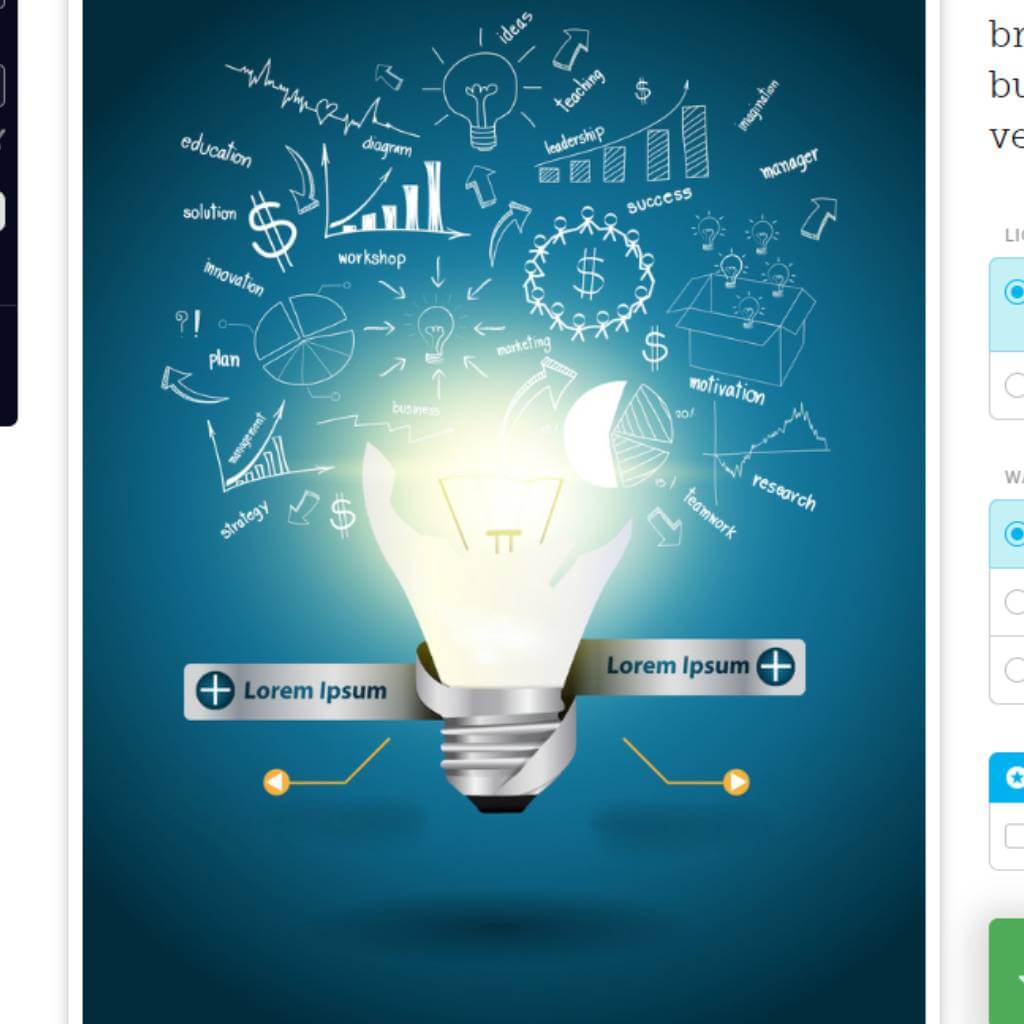 ideas
teaching
$
imagination
education
diagram
leadership
manager
solution
$
success
workshop
innovation
$
?!
plan
marketing
$
motivation
business
20%
management
research
strategy
$
teamwork
Lorem Ipsum
Lorem Ipsum
br
bu
ve
LI
WA